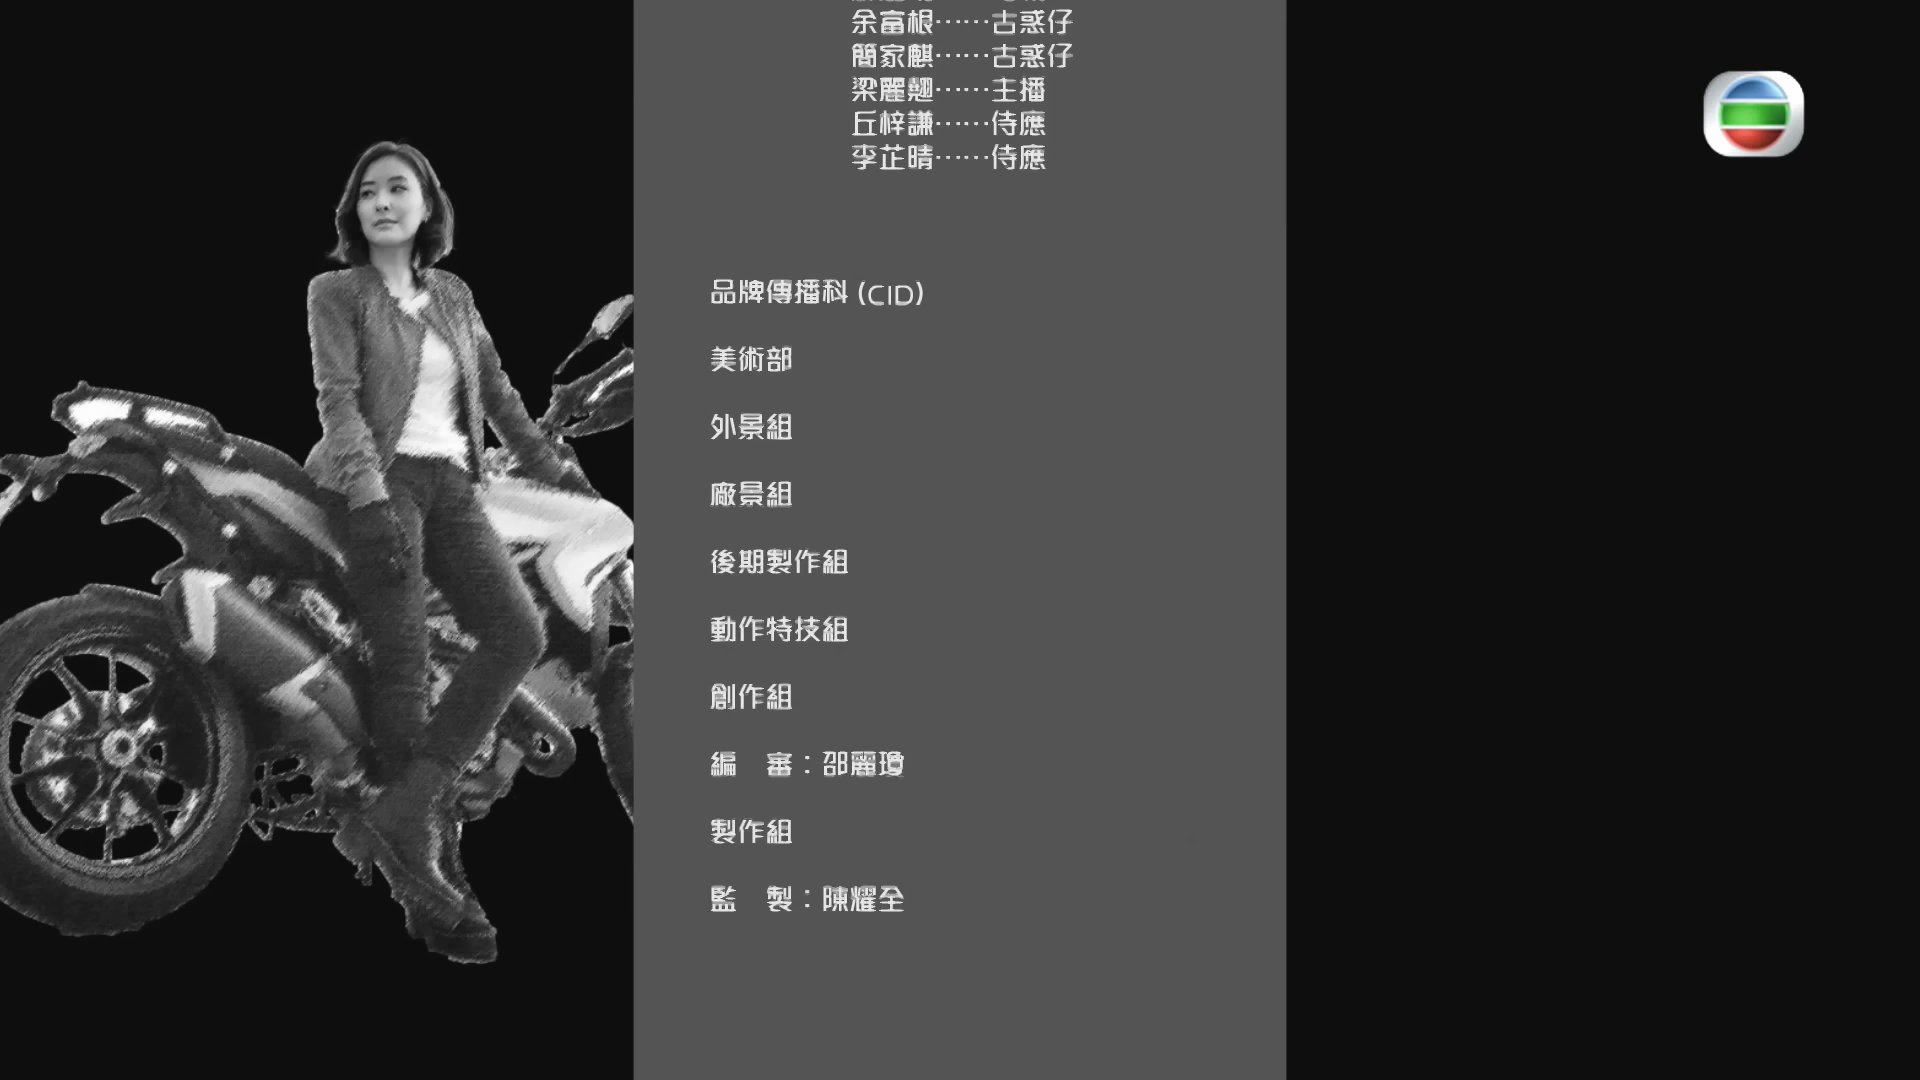 余富根⋯⋯古惑仔
簡家麒⋯⋯古惑仔
梁麗翹⋯⋯主播
丘梓謙⋯⋯侍應
李芷晴⋯⋯侍應
品牌傳播科 (CID)
美術部
外景組
廠景組
後期製作組
動作特技組
創作組
編　審：邵麗瓊
製作組
監　製：陳耀全